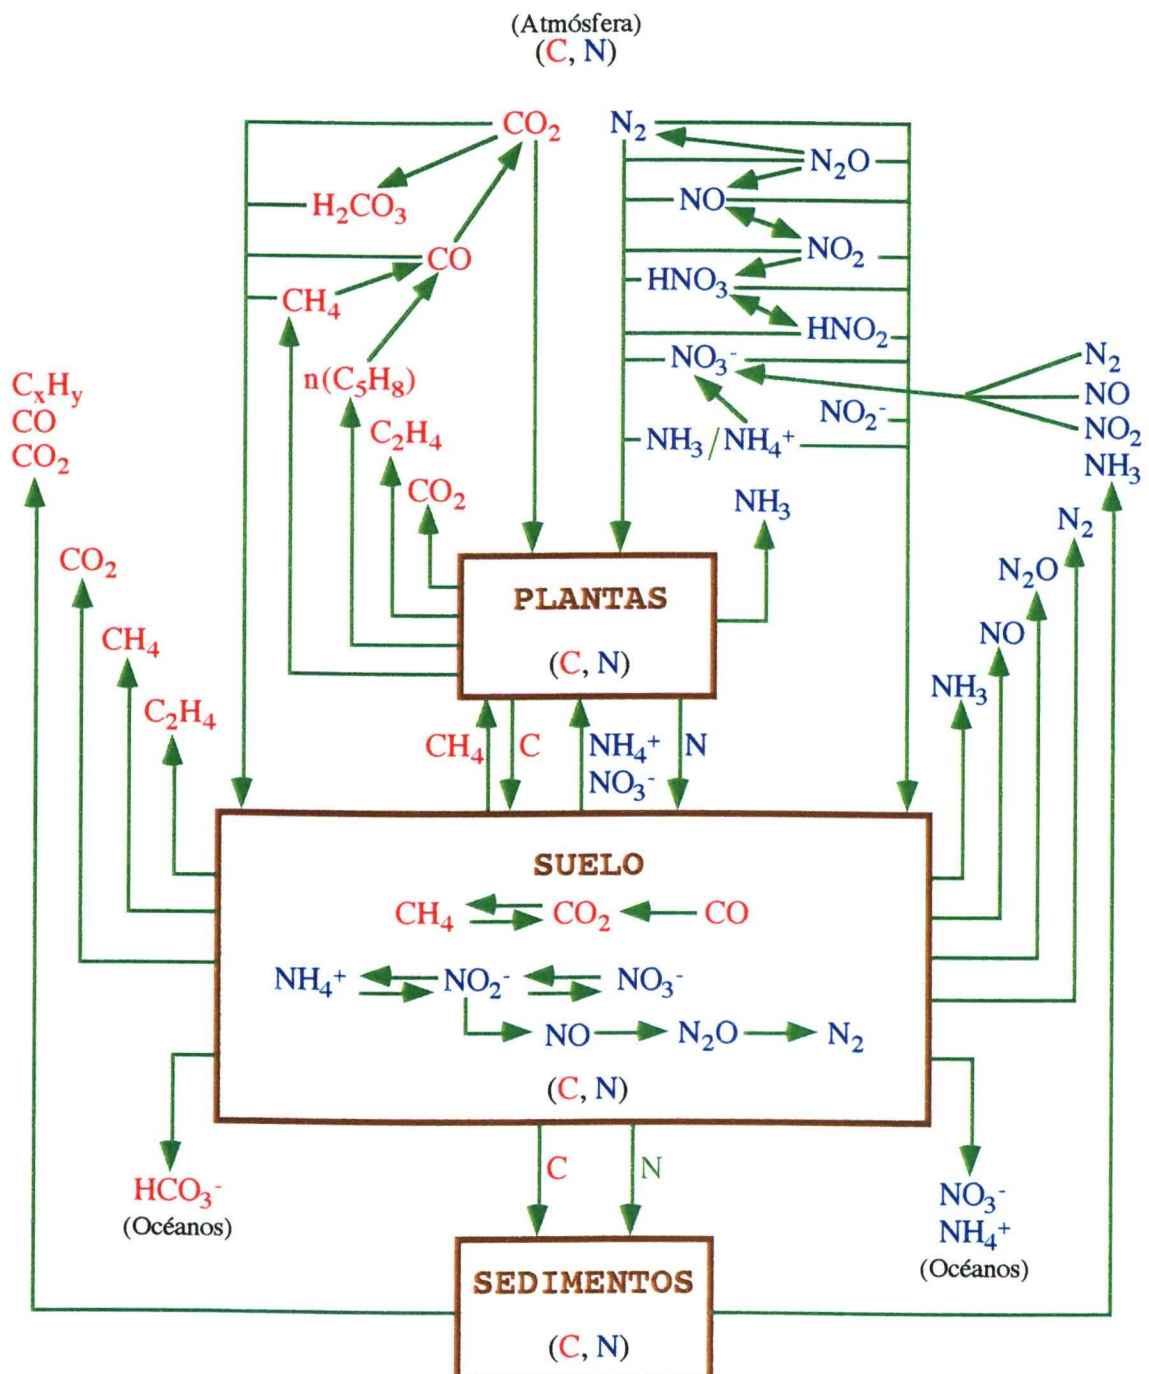 (Atmósfera)
(C, N)
CO₂
N₂
N₂O
H₂CO₃
NO
NO₂
CO
HNO₃
CH₄
HNO₂
NO₃⁻
N₂
n(C₅H₈)
CₓHᵧ
NO
CO
NO₂⁻
NO₂
C₂H₄
NH₃/NH₄⁺
CO₂
NH₃
CO₂
NH₃
N₂
CO₂
N₂O
PLANTAS
(C, N)
CH₄
NO
NH₃
C₂H₄
CH₄
C
NH₄⁺
N
NO₃⁻
SUELO
CH₄ CO₂ CO
NH₄⁺ NO₂⁻ NO₃⁻
NO N₂O N₂
(C, N)
C
N
HCO₃⁻
(Océanos)
NO₃⁻
NH₄⁺
(Océanos)
SEDIMENTOS
(C, N)